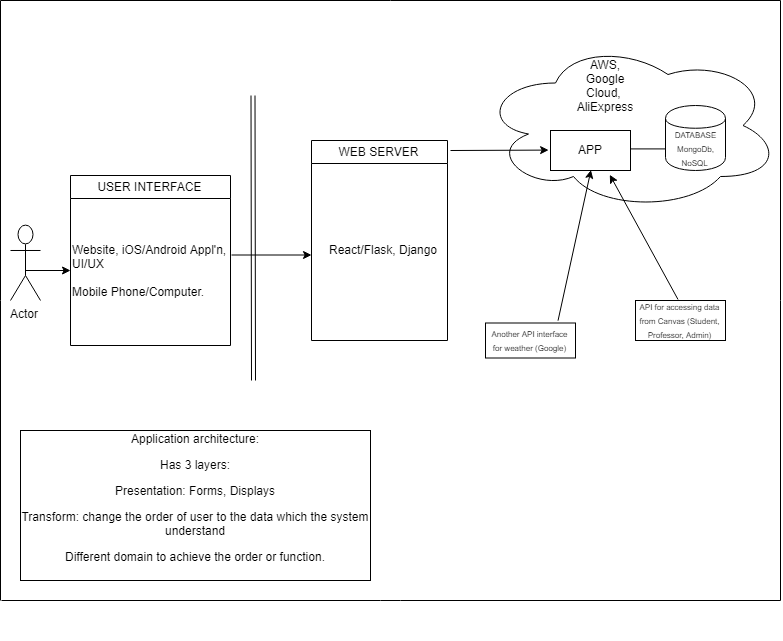 AWS,
Google
Cloud,
AliExpress
DATABASE
MongoDb,
NoSQL
APP
WEB SERVER
USER INTERFACE
Website, iOS/Android Appl'n,
UI/UX
Mobile Phone/Computer.
React/Flask, Django
Actor
Another API interface
for weather (Google)
API for accessing data
from Canvas (Student,
Professor, Admin)
Application architecture:
Has 3 layers:
Presentation: Forms, Displays
Transform: change the order of user to the data which the system
understand
Different domain to achieve the order or function.